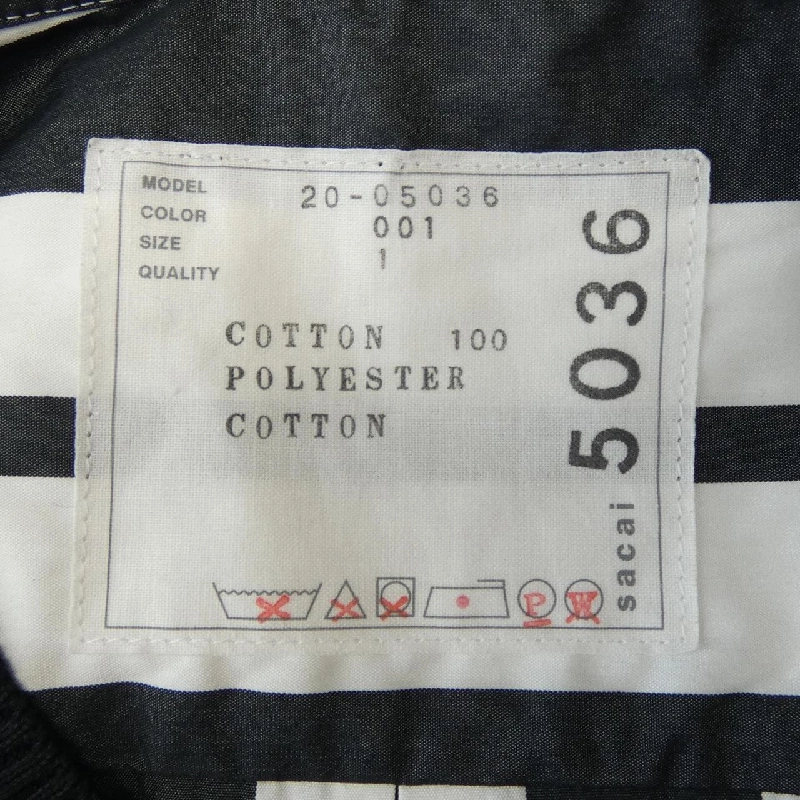 MODEL 20-05036
COLOR 001
SIZE 1
QUALITY
COTTON 100
POLYESTER
COTTON
P W
sacai 5036